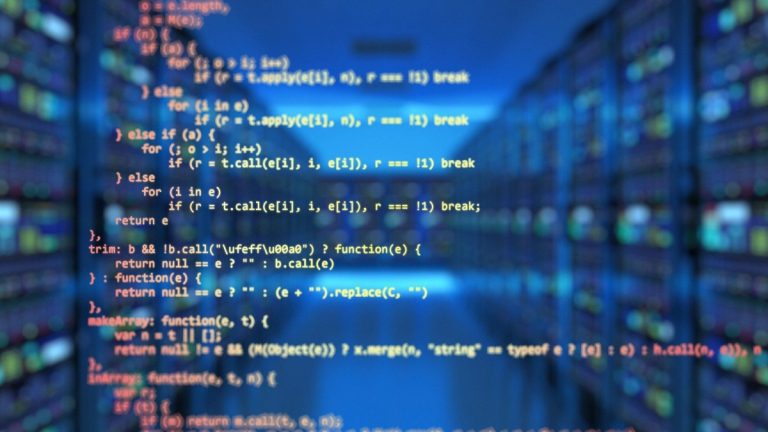 o = e.length,
a = M(e);
if (n) {
if (a) {
for (; o > i; i++)
if (r = t.apply(e[i], n), r === !1) break
} else
for (i in e)
if (r = t.apply(e[i], n), r === !1) break
} else if (a) {
for (; o > i; i++)
if (r = t.call(e[i], i, e[i]), r === !1) break
} else
for (i in e)
if (r = t.call(e[i], i, e[i]), r === !1) break;
return e
},
trim: b && !b.call("\ufeff\u00a0") ? function(e) {
return null == e ? "" : b.call(e)
} : function(e) {
return null == e ? "" : (e + "").replace(C, "")
},
makeArray: function(e, t) {
var n = t || [];
return null != e && (M(Object(e)) ? x.merge(n, "string" == typeof e ? [e] : e) : h.call(n, e)), n
},
inArray: function(e, t, n) {
var r;
if (t) {
if (m) return m.call(t, e, n);